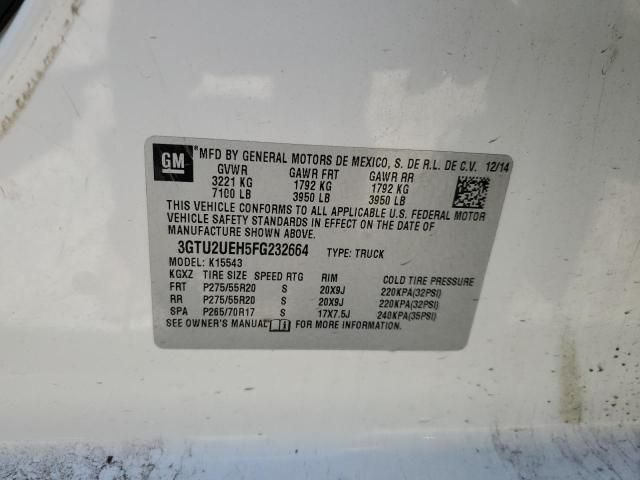 GM MFD BY GENERAL MOTORS DE MEXICO, S. DE R.L. DE C.V. 12/14
GVWR GAWR FRT GAWR RR
3221 KG 1792 KG 1792 KG
7100 LB 3950 LB 3950 LB
THIS VEHICLE CONFORMS TO ALL APPLICABLE U.S. FEDERAL MOTOR
VEHICLE SAFETY STANDARDS IN EFFECT ON THE DATE OF
MANUFACTURE SHOWN ABOVE.
3GTU2UEH5FG232664 TYPE: TRUCK
MODEL: K15543
KGXZ TIRE SIZE SPEED RTG RIM COLD TIRE PRESSURE
FRT P275/55R20 S 20X9J 220KPA(32PSI)
RR P275/55R20 S 20X9J 220KPA(32PSI)
SPA P265/70R17 S 17X7.5J 240KPA(35PSI)
SEE OWNER'S MANUAL FOR MORE INFORMATION.